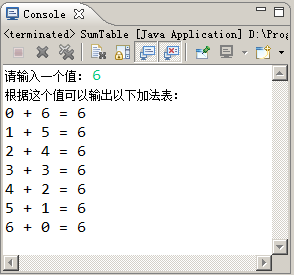 Console
<terminated> SumTable [Java Application] D:\Prog
请输入一个值: 6
根据这个值可以输出以下加法表:
0 + 6 = 6
1 + 5 = 6
2 + 4 = 6
3 + 3 = 6
4 + 2 = 6
5 + 1 = 6
6 + 0 = 6